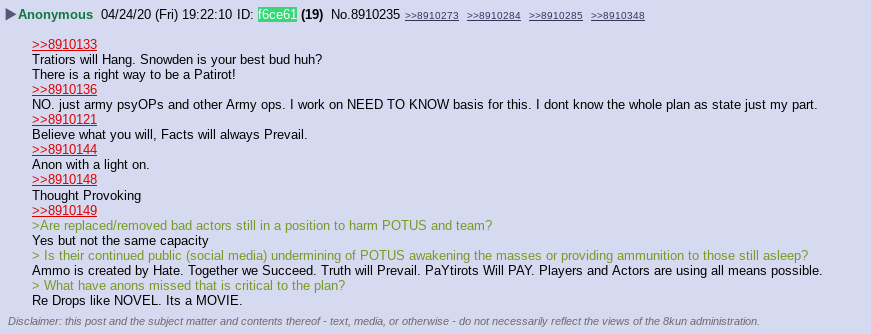 ▶Anonymous 04/24/20 (Fri) 19:22:10 ID: f6ce61 (19) No.8910235 >>8910273 >>8910284 >>8910285 >>8910348
>>8910133
Tratiors will Hang. Snowden is your best bud huh?
There is a right way to be a Patirot!
>>8910136
NO. just army psyOPs and other Army ops. I work on NEED TO KNOW basis for this. I dont know the whole plan as state just my part.
>>8910121
Believe what you will, Facts will always Prevail.
>>8910144
Anon with a light on.
>>8910148
Thought Provoking
>>8910149
>Are replaced/removed bad actors still in a position to harm POTUS and team?
Yes but not the same capacity
> Is their continued public (social media) undermining of POTUS awakening the masses or providing ammunition to those still asleep?
Ammo is created by Hate. Together we Succeed. Truth will Prevail. PaYtirots Will PAY. Players and Actors are using all means possible.
> What have anons missed that is critical to the plan?
Re Drops like NOVEL. Its a MOVIE.
Disclaimer: this post and the subject matter and contents thereof - text, media, or otherwise - do not necessarily reflect the views of the 8kun administration.